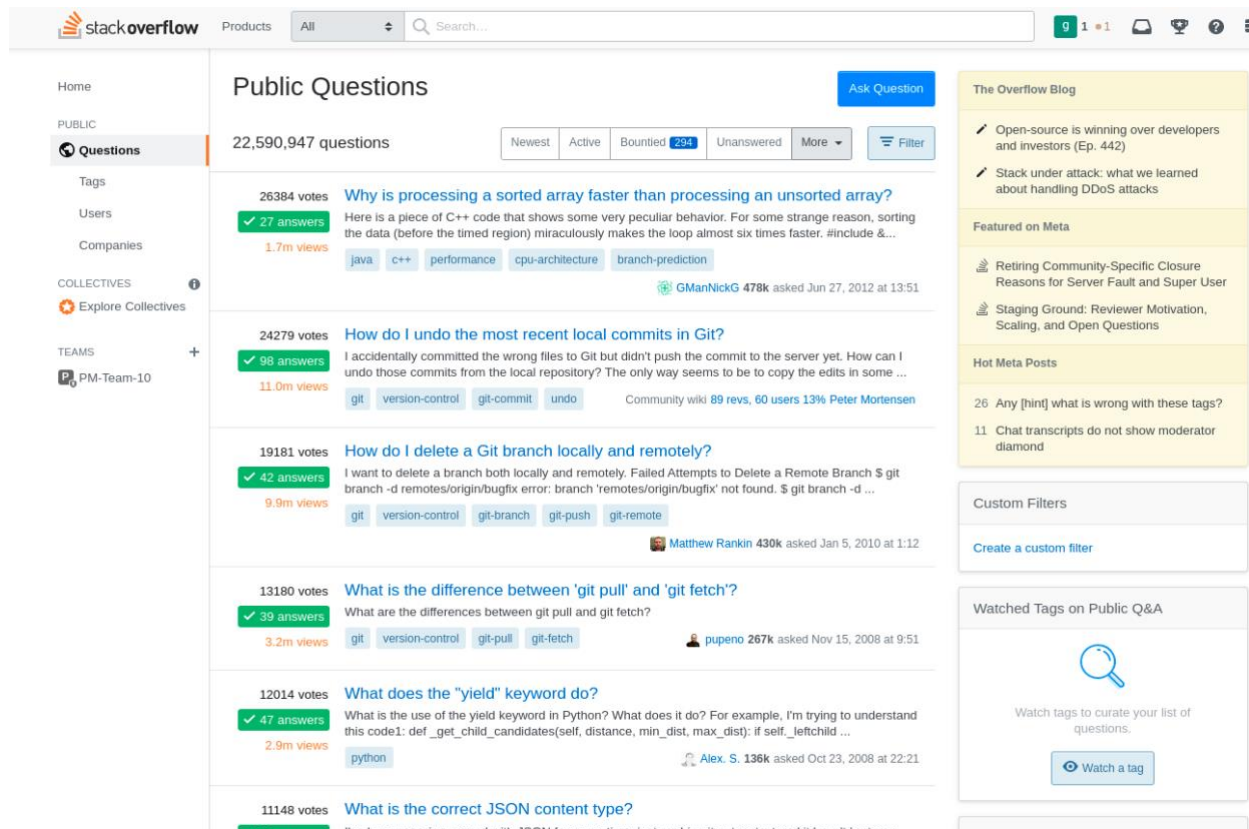 stackoverflow Products All Search... g 1 1
Home
PUBLIC
Questions
Tags
Users
Companies
COLLECTIVES
Explore Collectives
TEAMS +
PM-Team-10
Public Questions Ask Question
22,590,947 questions Newest Active Bountied 294 Unanswered More Filter
26384 votes
27 answers
1.7m views
Why is processing a sorted array faster than processing an unsorted array?
Here is a piece of C++ code that shows some very peculiar behavior. For some strange reason, sorting
the data (before the timed region) miraculously makes the loop almost six times faster. #include &...
java c++ performance cpu-architecture branch-prediction
GManNickG 478k asked Jun 27, 2012 at 13:51
24279 votes
98 answers
11.0m views
How do I undo the most recent local commits in Git?
I accidentally committed the wrong files to Git but didn't push the commit to the server yet. How can I
undo those commits from the local repository? The only way seems to be to copy the edits in some ...
git version-control git-commit undo Community wiki 89 revs, 60 users 13% Peter Mortensen
19181 votes
42 answers
9.9m views
How do I delete a Git branch locally and remotely?
I want to delete a branch both locally and remotely. Failed Attempts to Delete a Remote Branch $ git
branch -d remotes/origin/bugfix error: branch 'remotes/origin/bugfix' not found. $ git branch -d ...
git version-control git-branch git-push git-remote
Matthew Rankin 430k asked Jan 5, 2010 at 1:12
13180 votes
39 answers
3.2m views
What is the difference between 'git pull' and 'git fetch'?
What are the differences between git pull and git fetch?
git version-control git-pull git-fetch pupeno 267k asked Nov 15, 2008 at 9:51
12014 votes
47 answers
2.9m views
What does the "yield" keyword do?
What is the use of the yield keyword in Python? What does it do? For example, I'm trying to understand
this code1: def _get_child_candidates(self, distance, min_dist, max_dist): if self._leftchild ...
python Alex. S. 136k asked Oct 23, 2008 at 22:21
11148 votes
What is the correct JSON content type?
The Overflow Blog
Open-source is winning over developers
and investors (Ep. 442)
Stack under attack: what we learned
about handling DDoS attacks
Featured on Meta
Retiring Community-Specific Closure
Reasons for Server Fault and Super User
Staging Ground: Reviewer Motivation,
Scaling, and Open Questions
Hot Meta Posts
26 Any [hint] what is wrong with these tags?
11 Chat transcripts do not show moderator
diamond
Custom Filters
Create a custom filter
Watched Tags on Public Q&A
Watch tags to curate your list of
questions.
Watch a tag